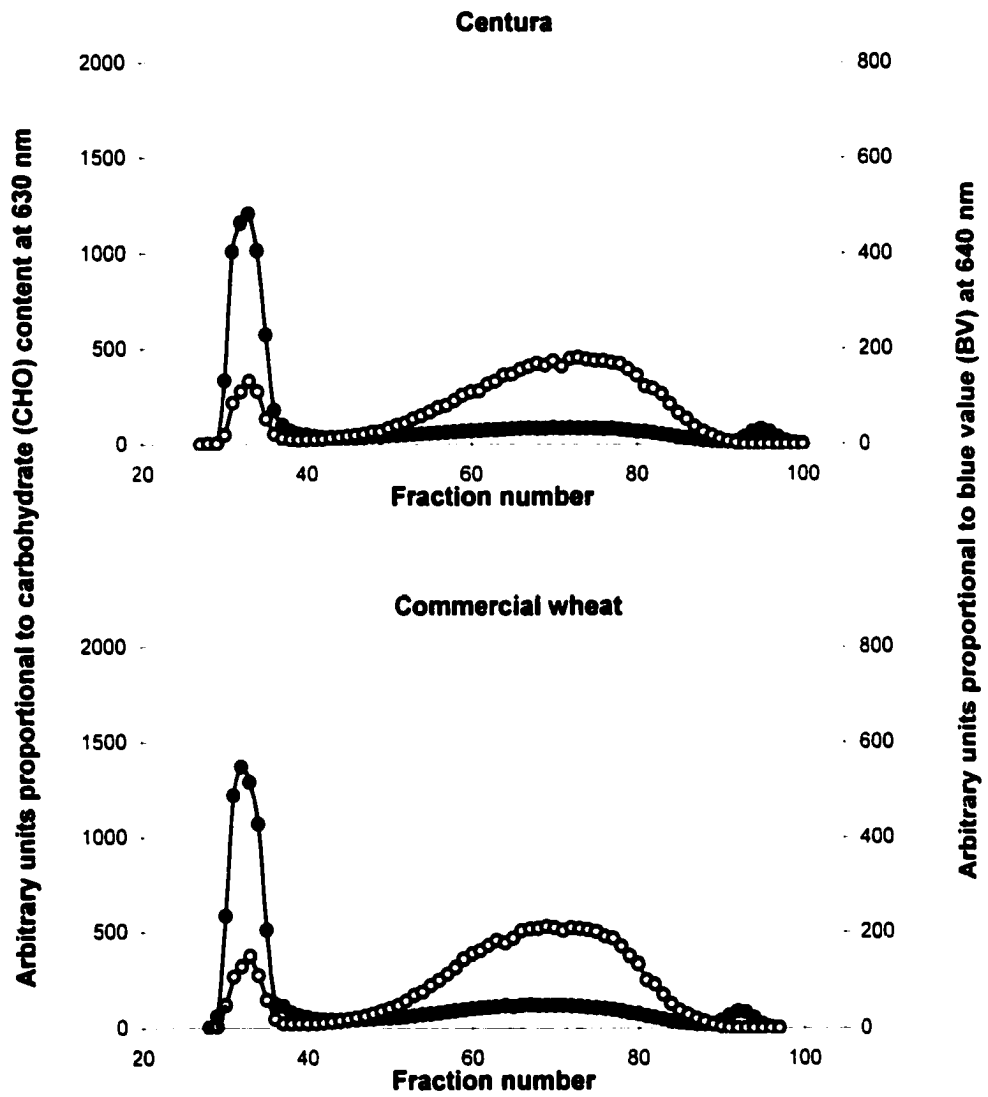 Centura
Arbitrary units proportional to carbohydrate (CHO) content at 630 nm
Arbitrary units proportional to blue value (BV) at 640 nm
2000
1500
1000
500
0
800
600
400
200
0
20 40 60 80 100
Fraction number
Commercial wheat
2000
1500
1000
500
0
800
600
400
200
0
20 40 60 80 100
Fraction number